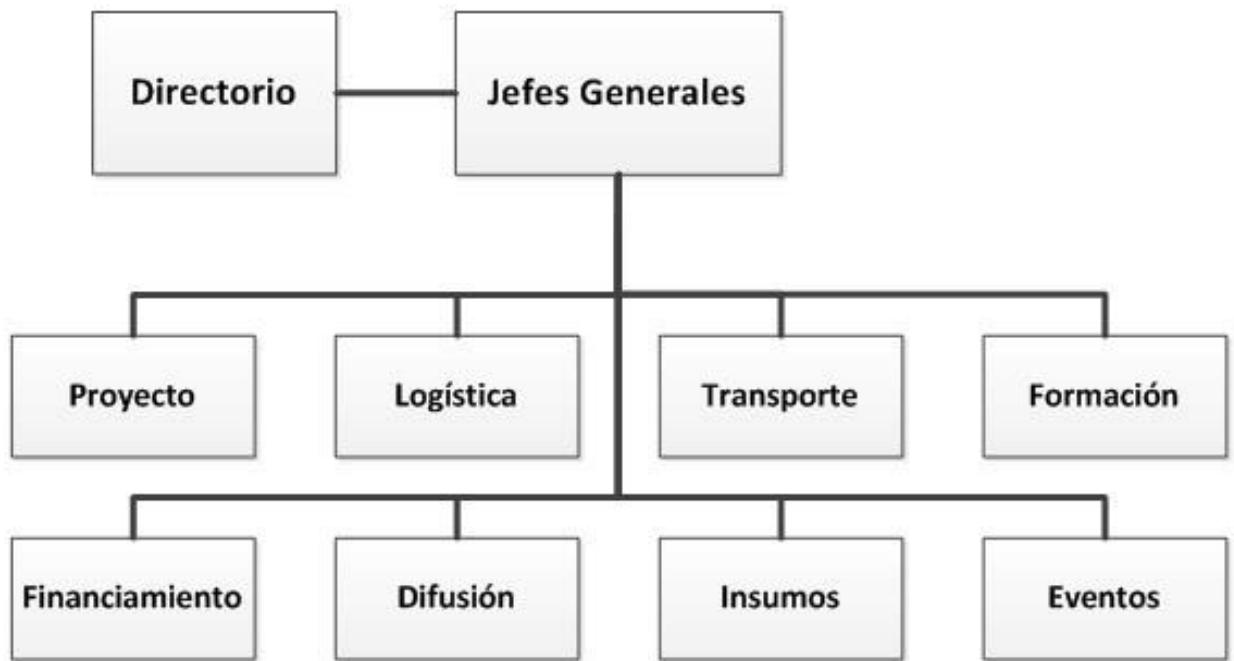 Directorio
Jefes Generales
Proyecto
Logística
Transporte
Formación
Financiamiento
Difusión
Insumos
Eventos